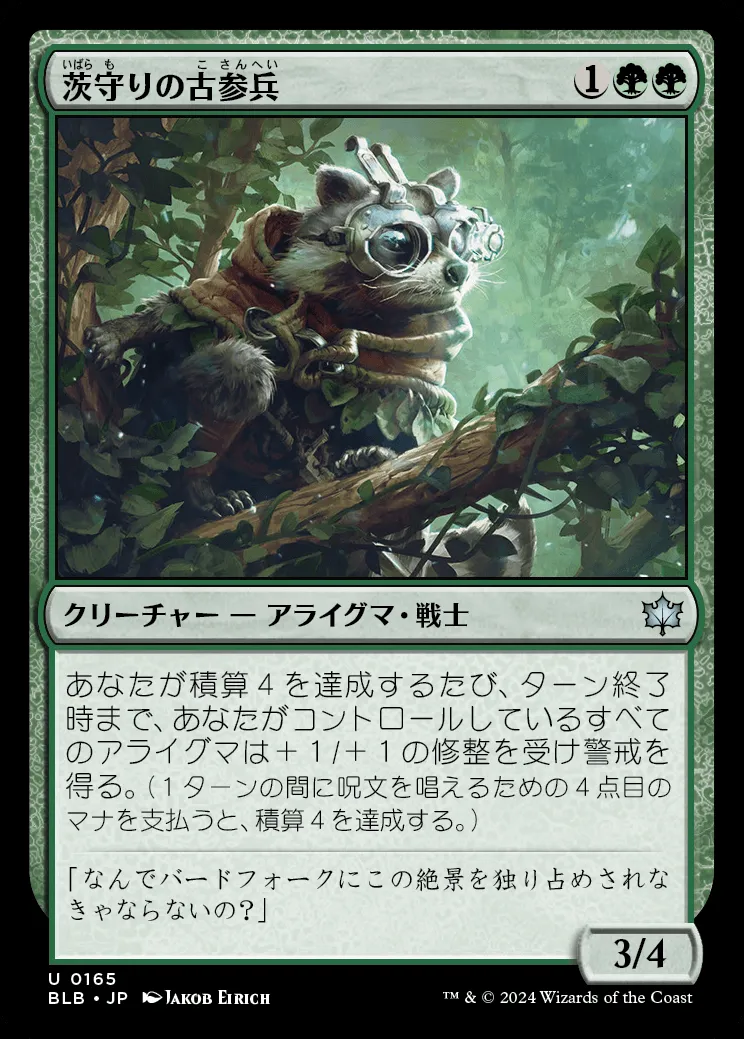 いばら も こ さんへい
茨守りの古参兵 1
クリーチャー — アライグマ・戦士
あなたが積算４を達成するたび、ターン終了
時まで、あなたがコントロールしているすべて
のアライグマは＋１/＋１の修整を受け警戒を
得る。（１ターンの間に呪文を唱えるための４点目の
マナを支払うと、積算４を達成する。）
「なんでバードフォークにこの絶景を独り占めされな
きゃならないの？」
3/4
U 0165
BLB • JP JAKOB EIRICH
™ & © 2024 Wizards of the Coast